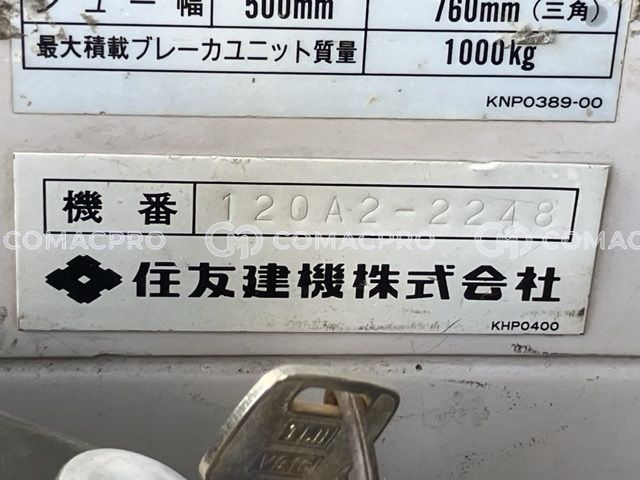 シュー幅 500mm 760mm (三角)
最大積載ブレーカユニット質量 1000kg
KNP0389-00
機番 120A2-2248
COMACPRO COMACPRO COMACPRO
住友建機株式会社
KHP0400